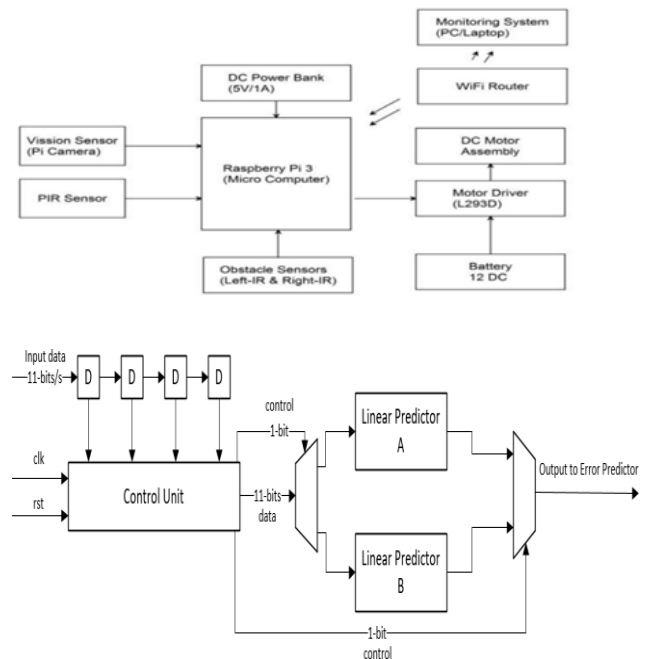 Monitoring System
(PC/Laptop)
DC Power Bank
(5V/1A)
WiFi Router
Vission Sensor
(Pi Camera)
DC Motor
Assembly
Raspberry Pi 3
(Micro Computer)
PIR Sensor
Motor Driver
(L293D)
Obstacle Sensors
(Left-IR & Right-IR)
Battery
12 DC
Input data
11-bits/s
D
D
D
D
control
1-bit
Linear Predictor
A
clk
Control Unit
11-bits
data
Output to Error Predictor
rst
Linear Predictor
B
1-bit
control